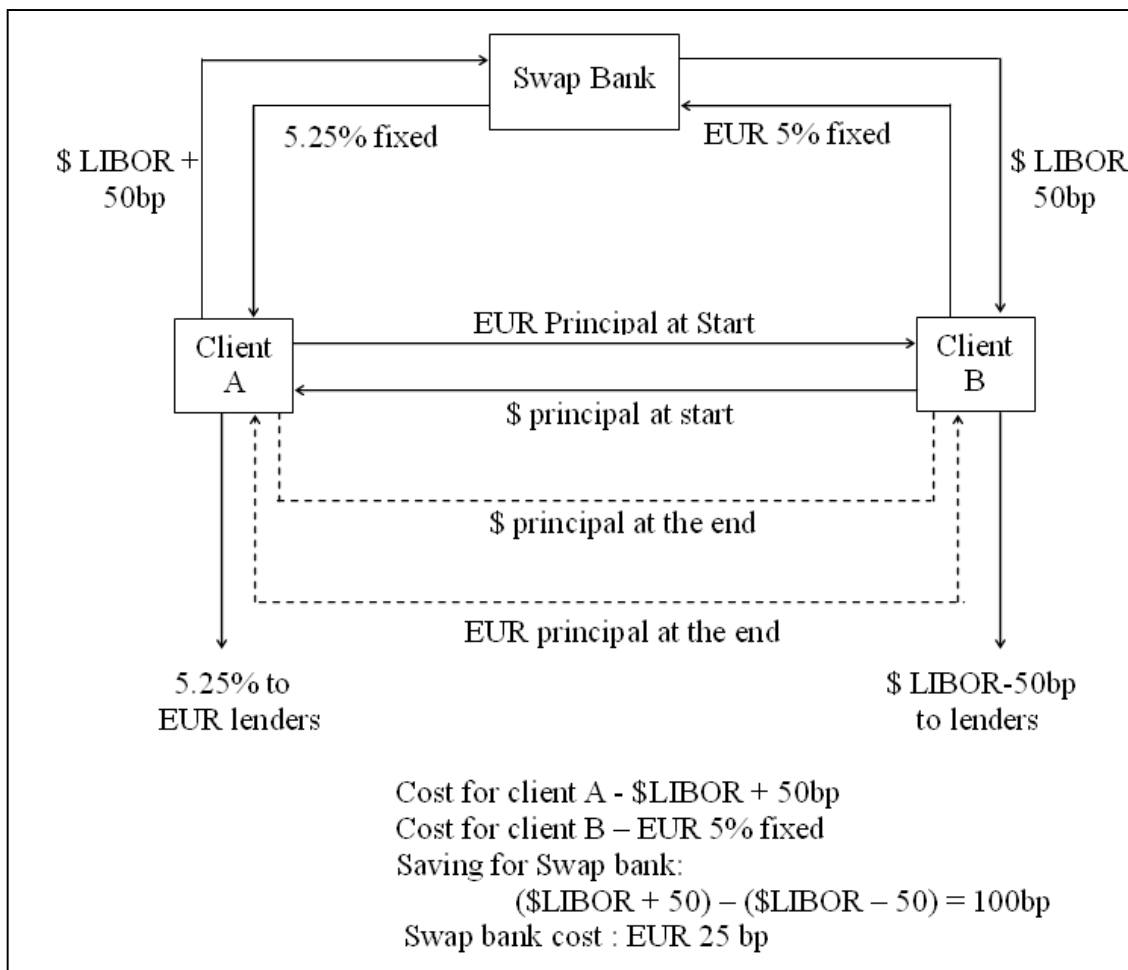 Swap Bank
5.25% fixed
EUR 5% fixed
$ LIBOR +
50bp
$ LIBOR
50bp
EUR Principal at Start
Client
A
Client
B
$ principal at start
$ principal at the end
EUR principal at the end
5.25% to
EUR lenders
$ LIBOR-50bp
to lenders
Cost for client A - $LIBOR + 50bp
Cost for client B – EUR 5% fixed
Saving for Swap bank:
($LIBOR + 50) – ($LIBOR – 50) = 100bp
Swap bank cost : EUR 25 bp